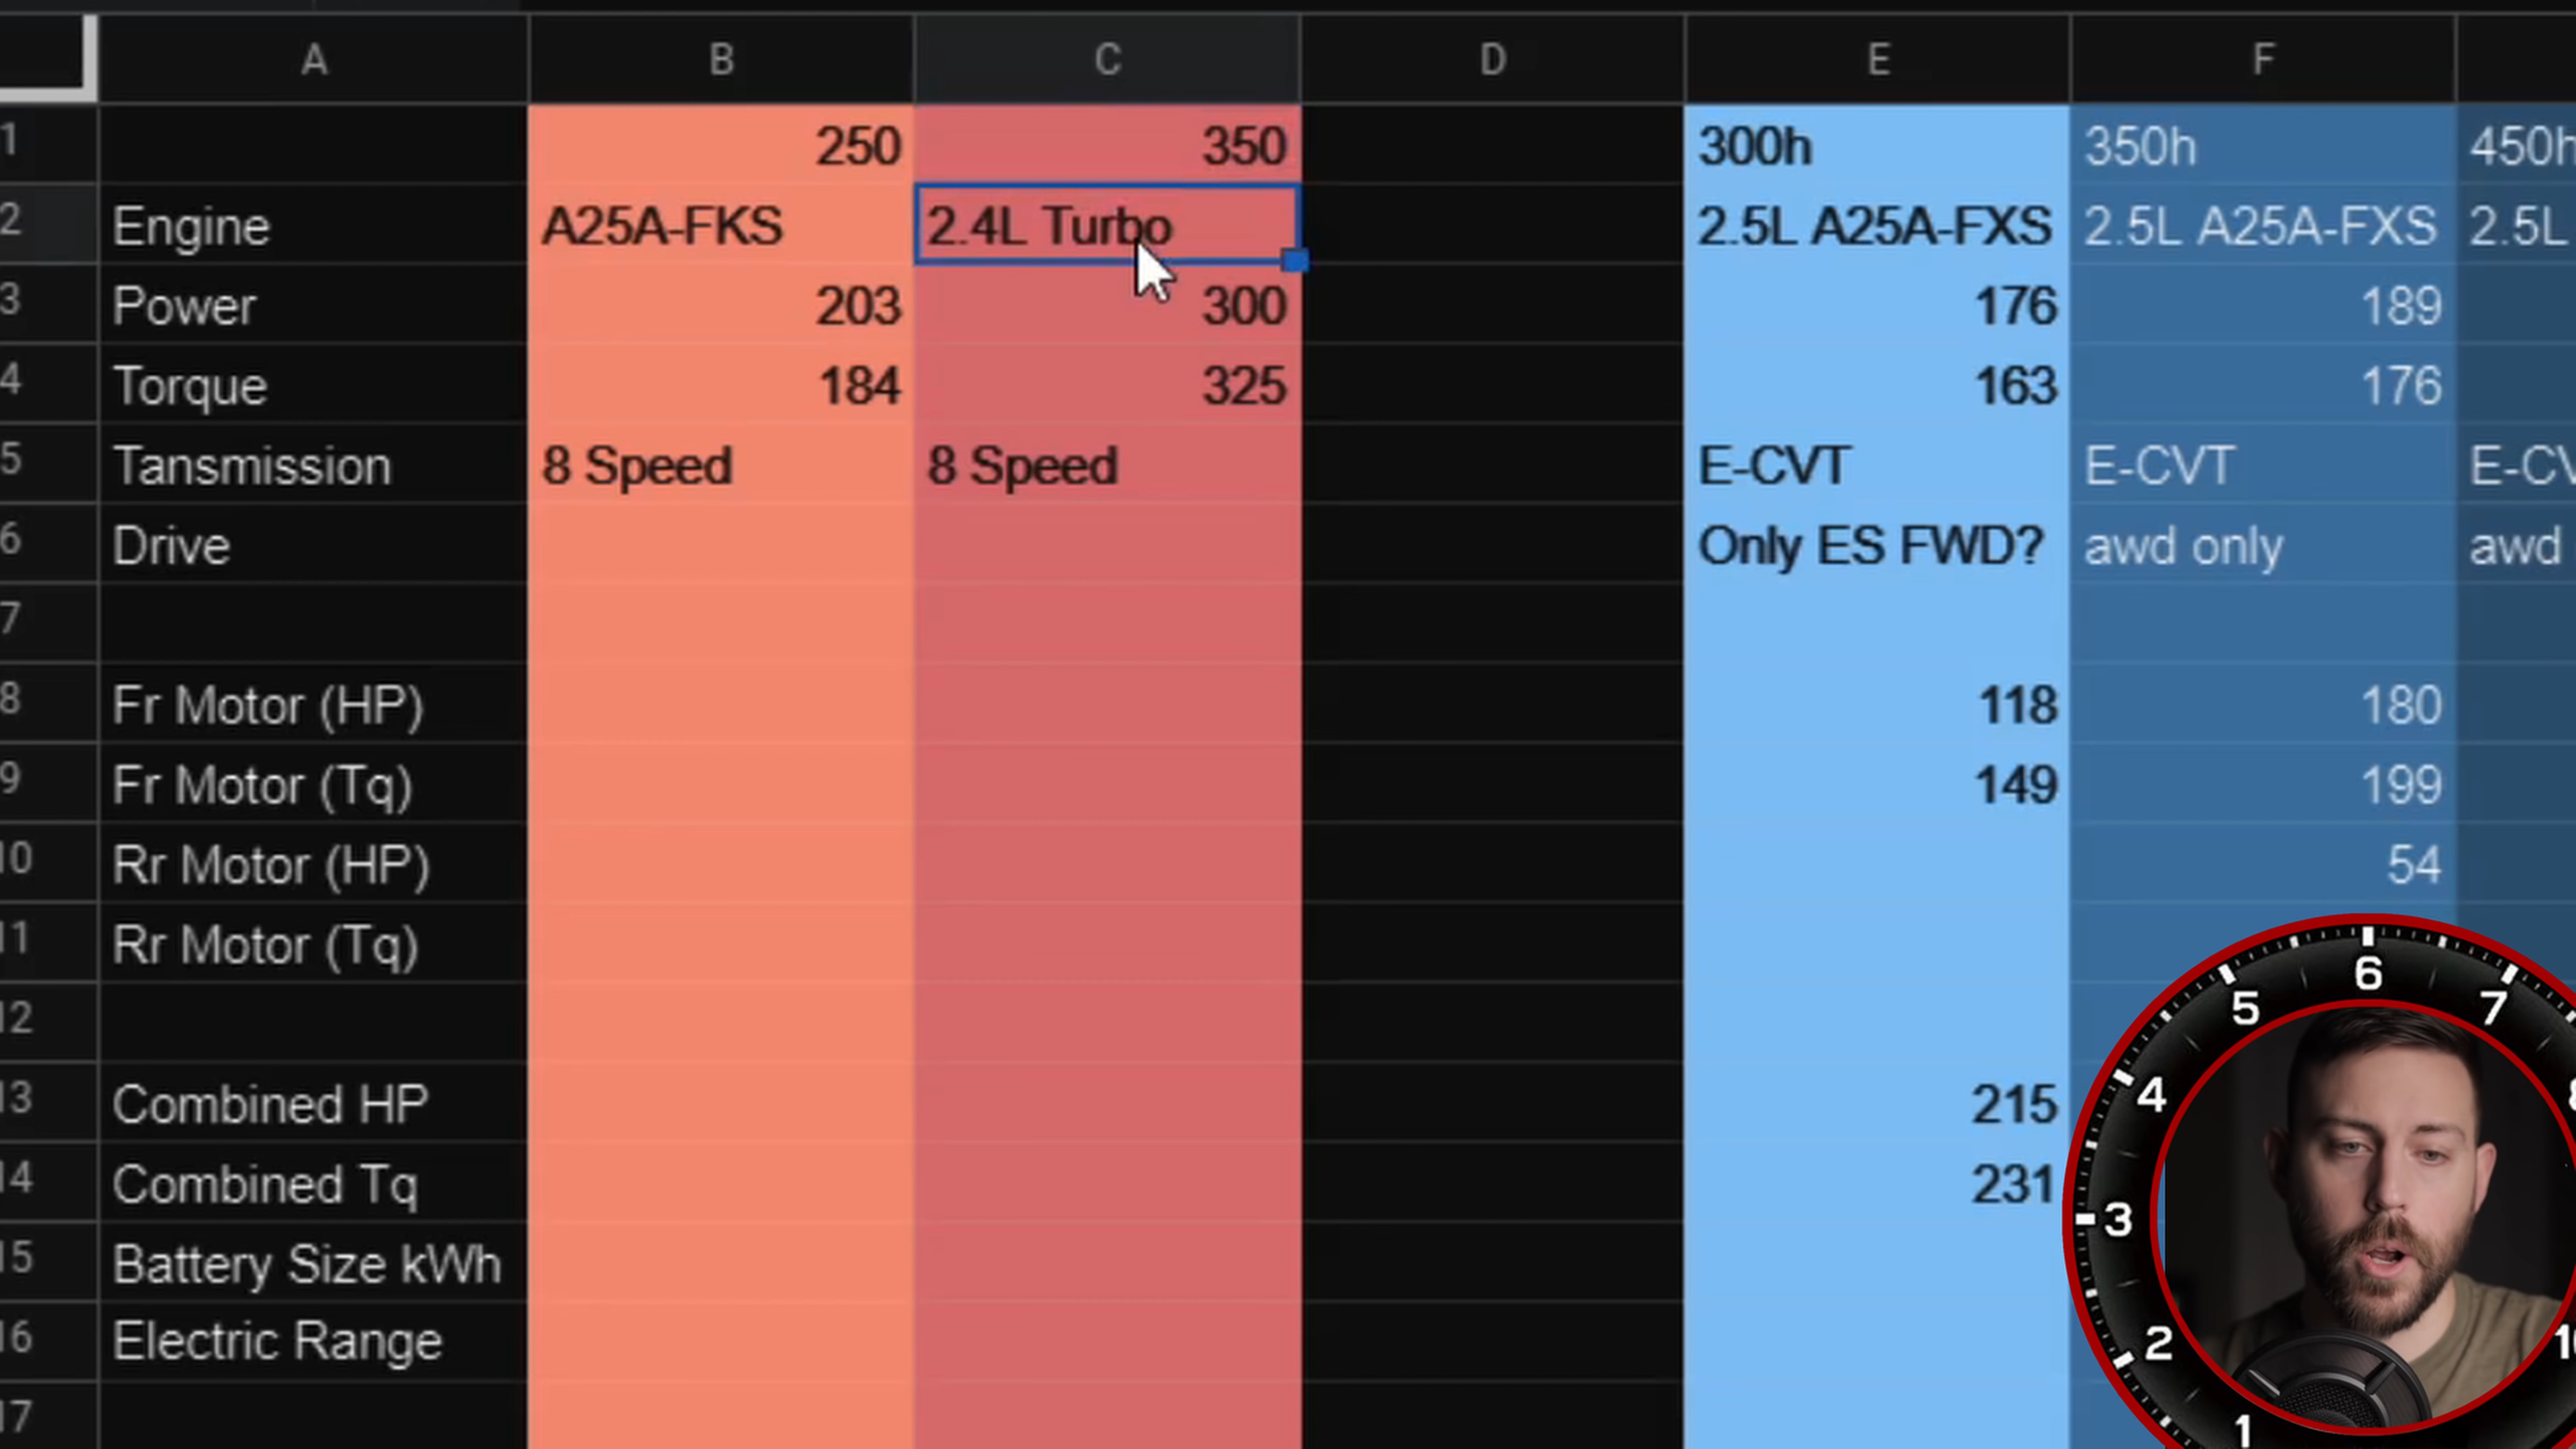 A B C D E F
1 250 350 300h 350h 450h
2 Engine A25A-FKS 2.4L Turbo 2.5L A25A-FXS 2.5L A25A-FXS 2.5L
3 Power 203 300 176 189
4 Torque 184 325 163 176
5 Tansmission 8 Speed 8 Speed E-CVT E-CVT E-CV
6 Drive Only ES FWD? awd only awd
7
8 Fr Motor (HP) 118 180
9 Fr Motor (Tq) 149 199
10 Rr Motor (HP) 54
11 Rr Motor (Tq)
12
13 Combined HP 215
14 Combined Tq 231
15 Battery Size kWh
16 Electric Range
17
1 2 3 4 5 6 7